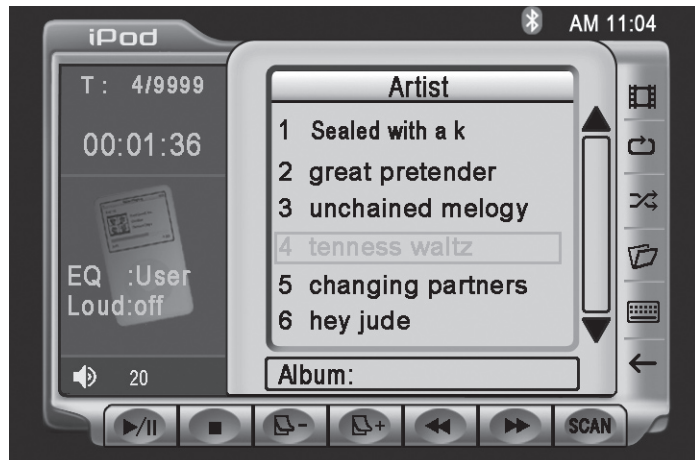 iPod
AM 11:04
T : 4/9999
00:01:36
EQ :User
Loud:off
20
Artist
1 Sealed with a k
2 great pretender
3 unchained melogy
4 tenness waltz
5 changing partners
6 hey jude
Album:
SCAN